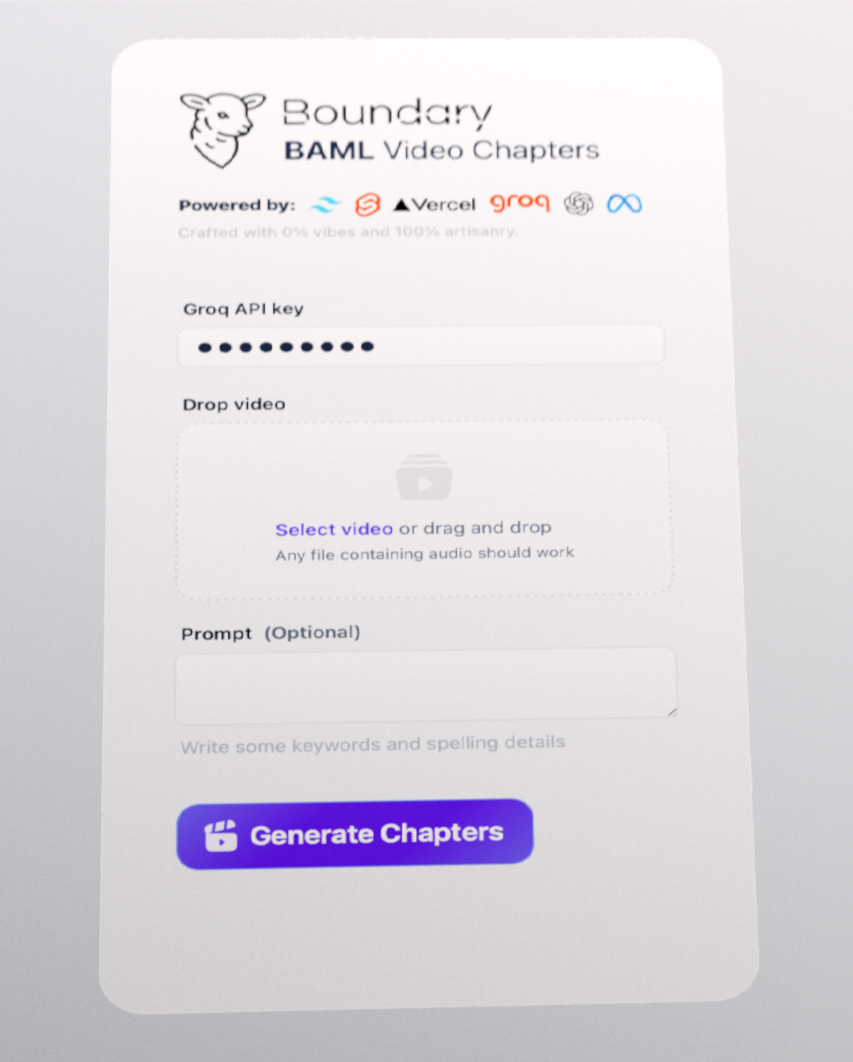 Boundary
BAML Video Chapters
Powered by: Vercel groq
Crafted with 0% vibes and 100% artisanry.
Groq API key
Drop video
Select video or drag and drop
Any file containing audio should work
Prompt (Optional)
Write some keywords and spelling details
Generate Chapters